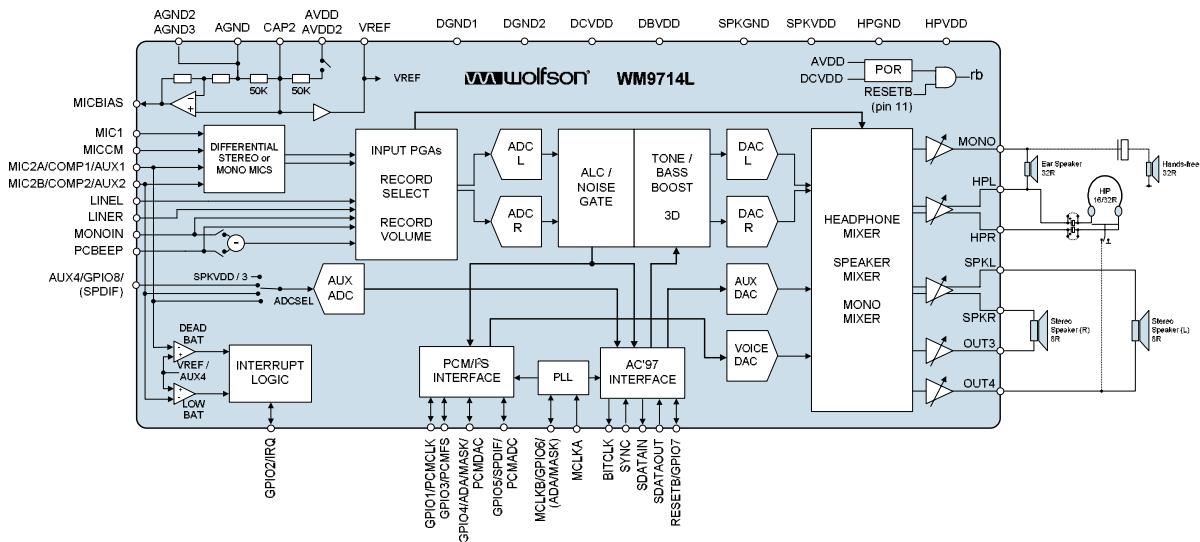 AGND2
AGND3
AGND
CAP2
AVDD
AVDD2
VREF
DGND1
DGND2
DCVDD
DBVDD
SPKGND
SPKVDD
HPGND
HPVDD
wolfson
WM9714L
VREF
50K
50K
AVDD
DCVDD
POR
RESETB
(pin 11)
rb
MICBIAS
MIC1
MICCM
MIC2A/COMP1/AUX1
MIC2B/COMP2/AUX2
LINEL
LINER
MONOIN
PCBEEP
AUX4/GPIO8/
(SPDIF)
DIFFERENTIAL
STEREO or
MONO MICS
INPUT PGAs
RECORD
SELECT
RECORD
VOLUME
ADC
L
ADC
R
ALC /
NOISE
GATE
TONE /
BASS
BOOST
3D
DAC
L
DAC
R
HEADPHONE
MIXER
SPEAKER
MIXER
MONO
MIXER
MONO
HPL
HPR
SPKL
SPKR
OUT3
OUT4
Ear Speaker
32R
Hands-free
32R
HP
16/32R
Stereo
Speaker (R)
8R
Stereo
Speaker (L)
8R
SPKVDD / 3
ADCSEL
AUX
ADC
AUX
DAC
VOICE
DAC
DEAD
BAT
VREF /
AUX4
LOW
BAT
INTERRUPT
LOGIC
PCM/I²S
INTERFACE
PLL
AC'97
INTERFACE
GPIO2/IRQ
GPIO1/PCMCLK
GPIO3/PCMFS
GPIO4/ADA/MASK/
PCMDAC
GPIO5/SPDIF/
PCMADC
MCLKB/GPIO6/
(ADA/MASK)
MCLKA
BITCLK
SYNC
SDATAIN
SDATAOUT
RESETB/GPIO7